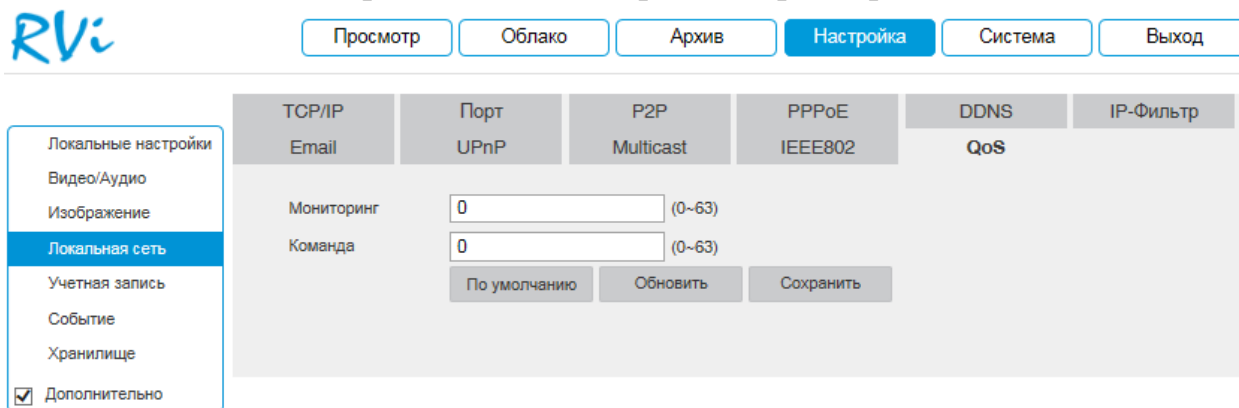 RVi
Просмотр Облако Архив Настройка Система Выход
TCP/IP Порт P2P PPPoE DDNS IP-Фильтр
Email UPnP Multicast IEEE802 QoS
Локальные настройки
Видео/Аудио
Изображение
Локальная сеть
Учетная запись
Событие
Хранилище
Дополнительно
Мониторинг 0 (0~63)
Команда 0 (0~63)
По умолчанию Обновить Сохранить